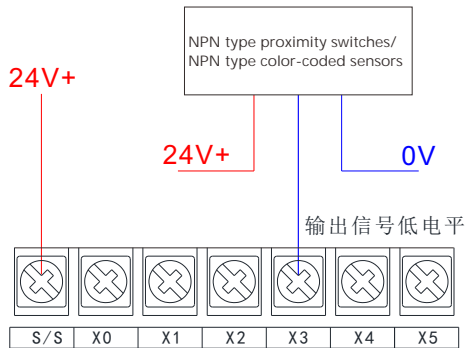 NPN type proximity switches/
NPN type color-coded sensors
24V+
24V+
0V
输出信号低电平
S/S X0 X1 X2 X3 X4 X5